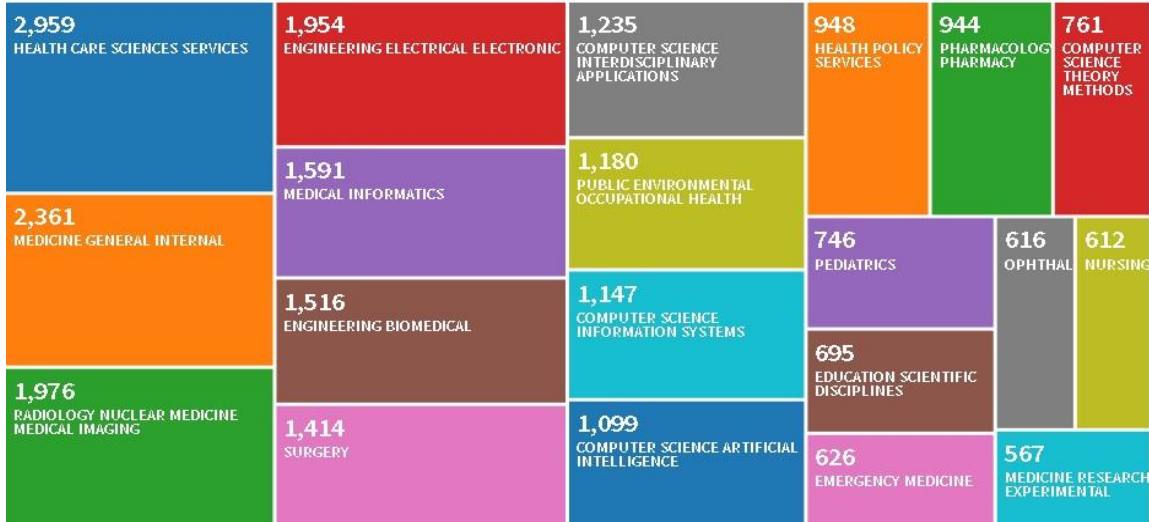 2,959
HEALTH CARE SCIENCES SERVICES
2,361
MEDICINE GENERAL INTERNAL
1,976
RADIOLOGY NUCLEAR MEDICINE
MEDICAL IMAGING
1,954
ENGINEERING ELECTRICAL ELECTRONIC
1,591
MEDICAL INFORMATICS
1,516
ENGINEERING BIOMEDICAL
1,414
SURGERY
1,235
COMPUTER SCIENCE
INTERDISCIPLINARY
APPLICATIONS
1,180
PUBLIC ENVIRONMENTAL
OCCUPATIONAL HEALTH
1,147
COMPUTER SCIENCE
INFORMATION SYSTEMS
1,099
COMPUTER SCIENCE ARTIFICIAL
INTELLIGENCE
948
HEALTH POLICY
SERVICES
944
PHARMACOLOGY
PHARMACY
761
COMPUTER
SCIENCE
THEORY
METHODS
746
PEDIATRICS
695
EDUCATION SCIENTIFIC
DISCIPLINES
626
EMERGENCY MEDICINE
616
OPHTHAL
612
NURSING
567
MEDICINE RESEARCH
EXPERIMENTAL